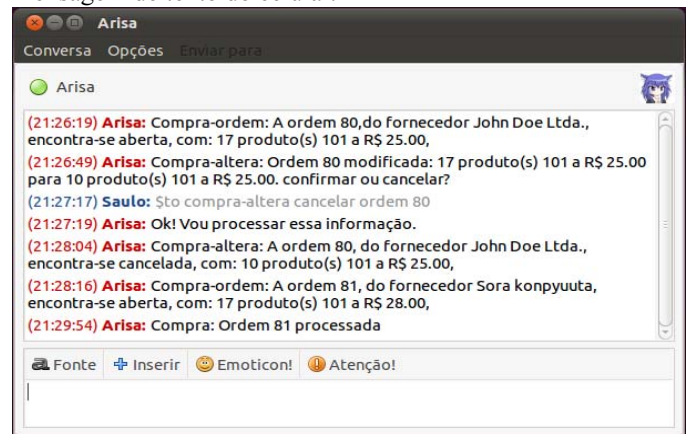 Arisa
Conversa Opções Enviar para
Arisa
(21:26:19) Arisa: Compra-ordem: A ordem 80,do fornecedor John Doe Ltda.,
encontra-se aberta, com: 17 produto(s) 101 a R$ 25.00,
(21:26:49) Arisa: Compra-altera: Ordem 80 modificada: 17 produto(s) 101 a R$ 25.00
para 10 produto(s) 101 a R$ 25.00. confirmar ou cancelar?
(21:27:17) Saulo: $to compra-altera cancelar ordem 80
(21:27:19) Arisa: Ok! Vou processar essa informação.
(21:28:04) Arisa: Compra-altera: A ordem 80, do fornecedor John Doe Ltda.,
encontra-se cancelada, com: 10 produto(s) 101 a R$ 25.00,
(21:28:16) Arisa: Compra-ordem: A ordem 81, do fornecedor Sora konpyuuta,
encontra-se aberta, com: 17 produto(s) 101 a R$ 28.00,
(21:29:54) Arisa: Compra: Ordem 81 processada
Fonte Inserir Emoticon! Atenção!